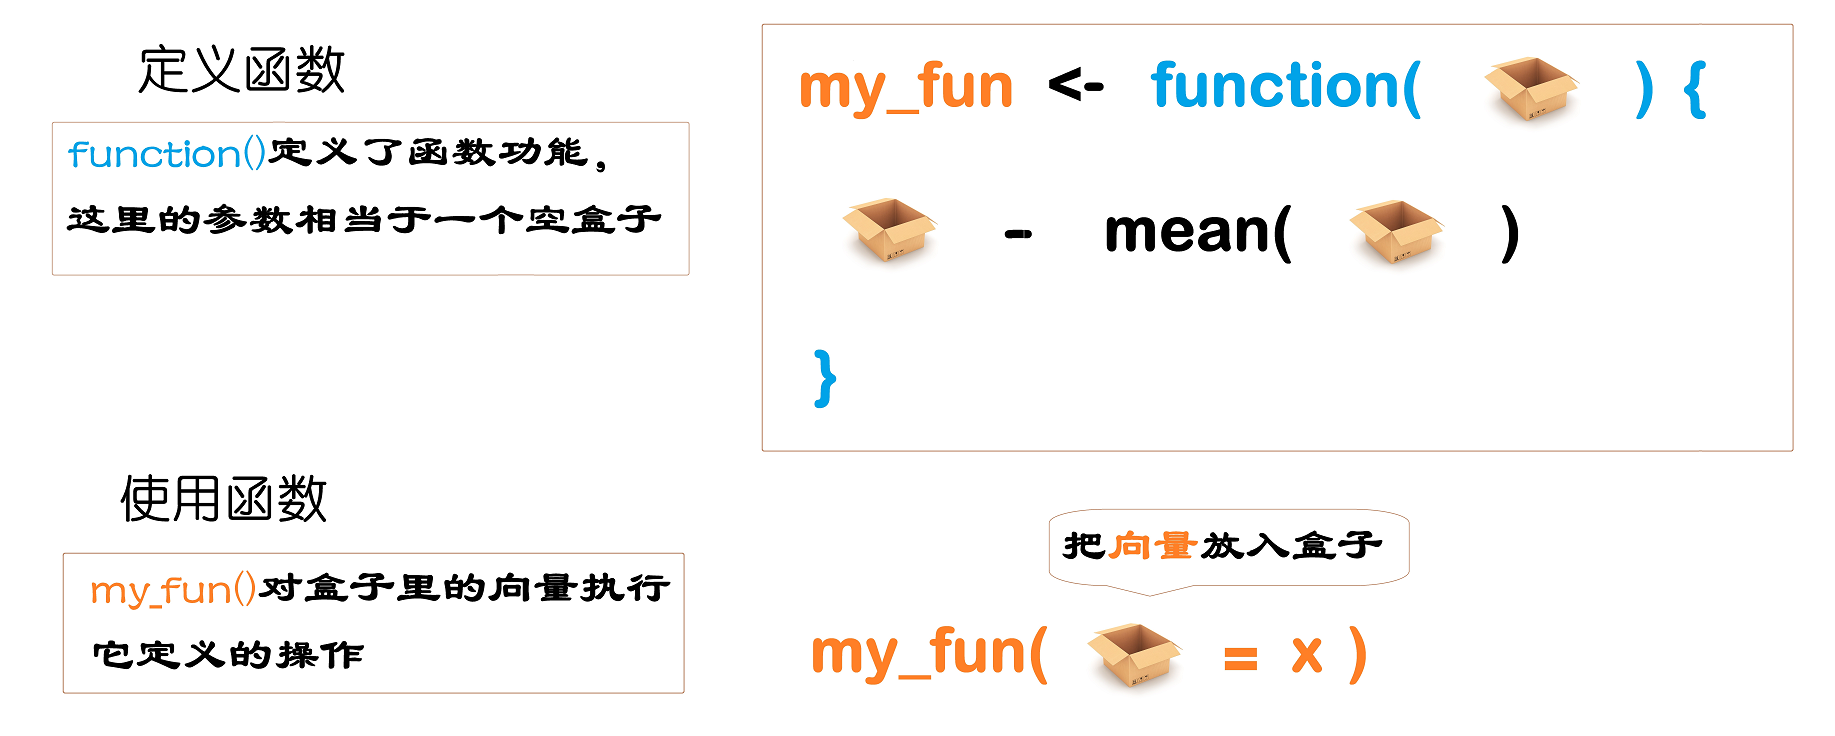 定义函数
function()定义了函数功能，
这里的参数相当于一个空盒子
my_fun <- function( ) {
- mean( )
}
使用函数
my_fun()对盒子里的向量执行
它定义的操作
把向量放入盒子
my_fun( = x )